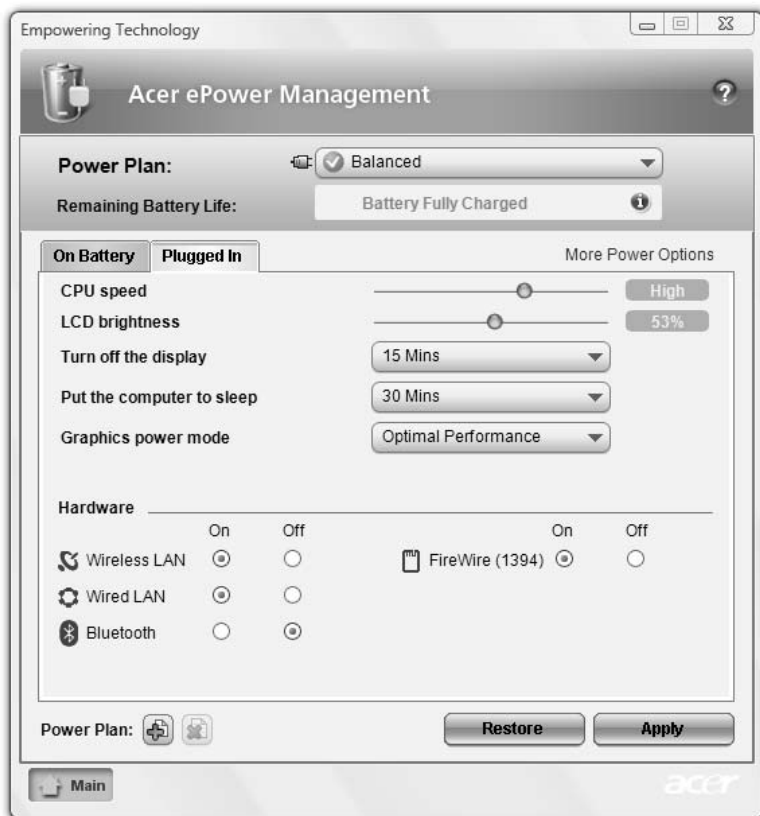 Empowering Technology
Acer ePower Management
?
Power Plan:
Balanced
Remaining Battery Life:
Battery Fully Charged
On Battery
Plugged In
More Power Options
CPU speed
High
LCD brightness
53%
Turn off the display
15 Mins
Put the computer to sleep
30 Mins
Graphics power mode
Optimal Performance
Hardware
On Off On Off
Wireless LAN
FireWire (1394)
Wired LAN
Bluetooth
Power Plan:
Restore
Apply
Main
acer